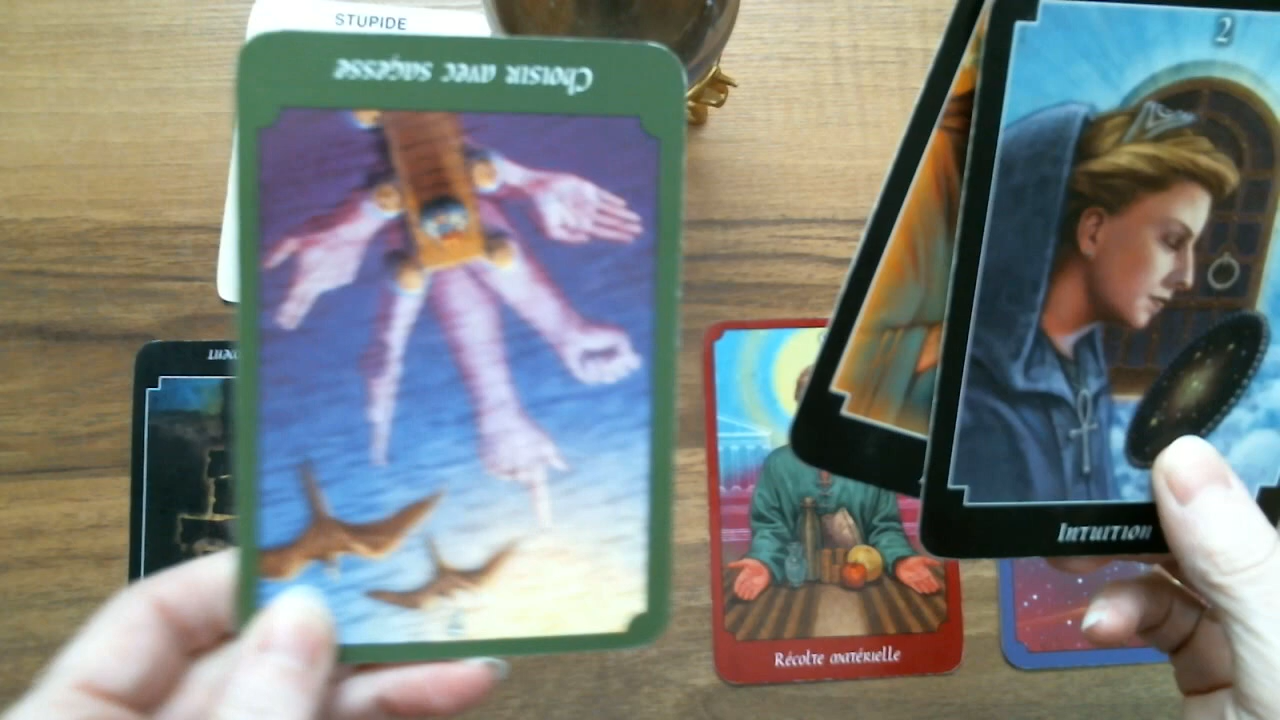 STUPIDE
Choisir avec sagesse
2
Intuition
Récolte matérielle